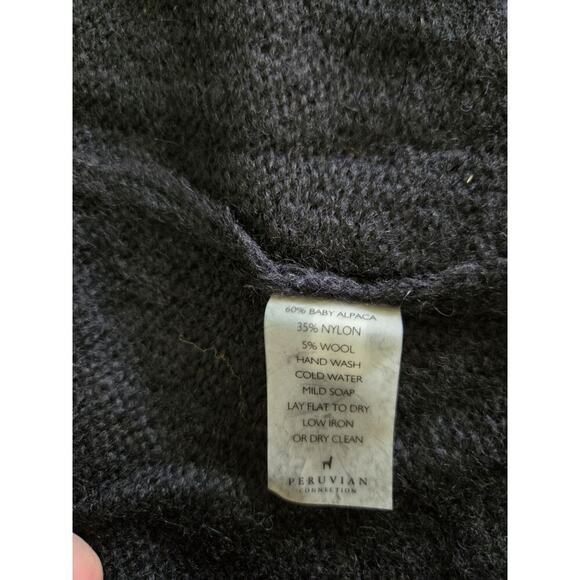 60% BABY ALPACA
35% NYLON
5% WOOL
HAND WASH
COLD WATER
MILD SOAP
LAY FLAT TO DRY
LOW IRON
OR DRY CLEAN
PERUVIAN
CONNECTION